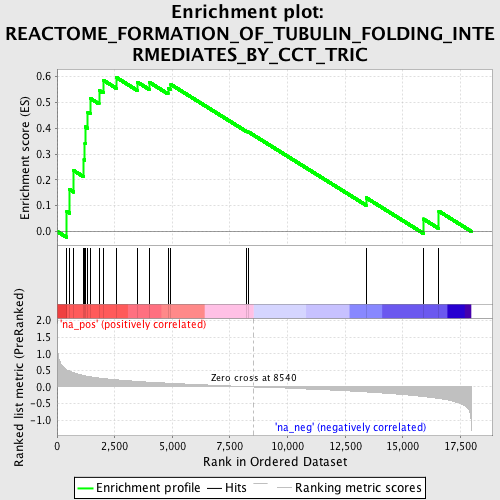 Enrichment plot:
REACTOME_FORMATION_OF_TUBULIN_FOLDING_INTE
RMEDIATES_BY_CCT_TRIC
Enrichment score (ES)
0.6
0.5
0.4
0.3
0.2
0.1
0.0
'na_pos' (positively correlated)
Ranked list metric (PreRanked)
2.0
1.5
1.0
0.5
0.0
-0.5
-1.0
Zero cross at 8540
'na_neg' (negatively correlated)
0 2,500 5,000 7,500 10,000 12,500 15,000 17,500
Rank in Ordered Dataset
Enrichment profile Hits Ranking metric scores